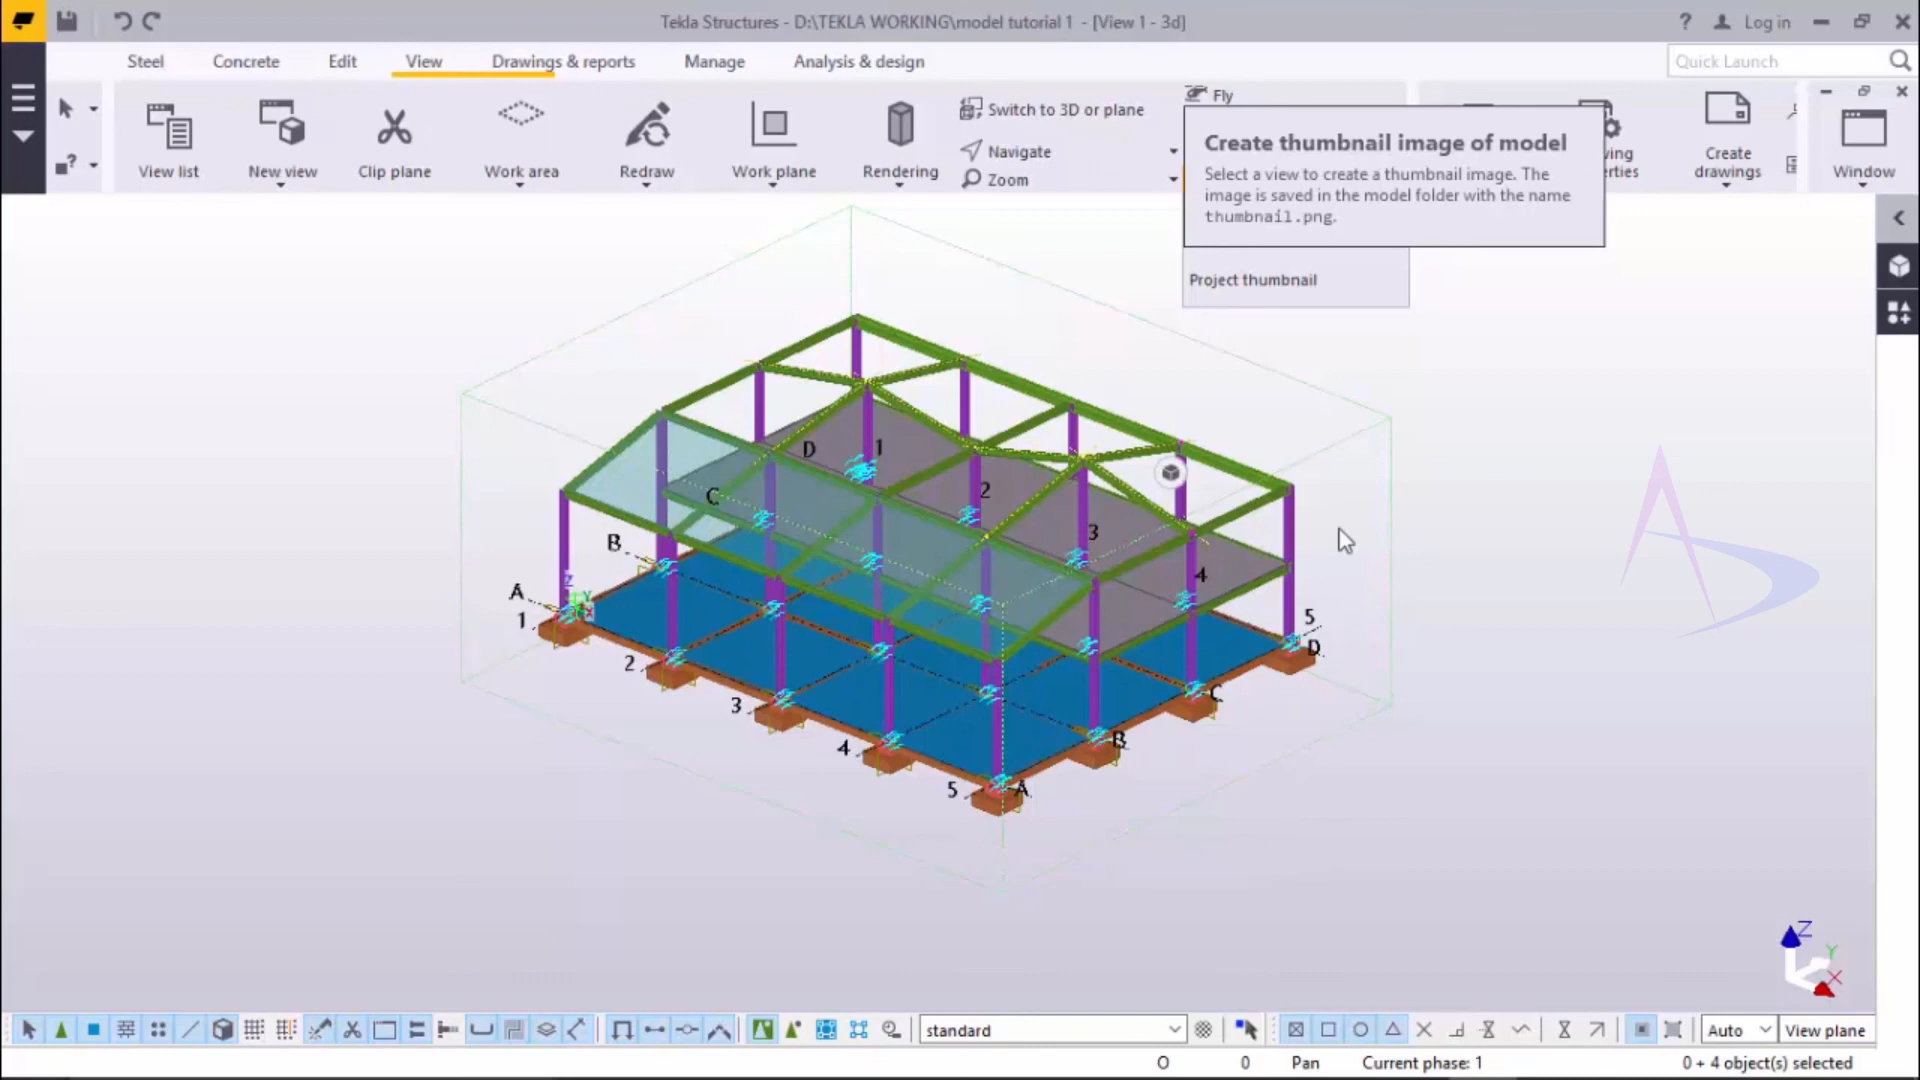 Tekla Structures - D:\TEKLA WORKING\model tutorial 1 - [View 1 - 3d]
? Log in
Steel Concrete Edit View Drawings & reports Manage Analysis & design
Quick Launch
Fly
Switch to 3D or plane
Navigate
Zoom
View list
New view
Clip plane
Work area
Redraw
Work plane
Rendering
Create thumbnail image of model
Select a view to create a thumbnail image. The
image is saved in the model folder with the name
thumbnail.png.
Project thumbnail
Create
drawings
Window
D
1
C
2
B
3
A
1
4
2
5
D
3
C
4
B
5
A
Z
Y
Z
Y
X
standard
Auto
View plane
O
0
Pan
Current phase: 1
0 + 4 object(s) selected